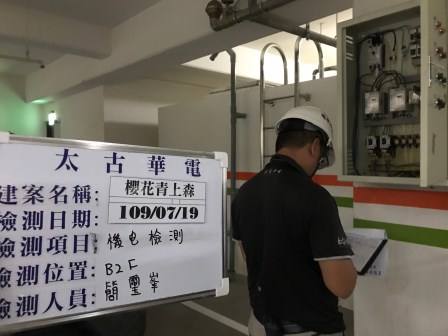 太古華電
建案名稱: 櫻花青上森
檢測日期: 109/07/19
檢測項目: 機电檢測
檢測位置: B2F
檢測人員: 簡璽峯